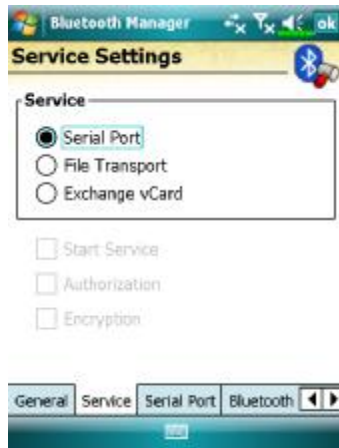 Bluetooth Manager ok
Service Settings
Service
Serial Port
File Transport
Exchange vCard
Start Service
Authorization
Encryption
General Service Serial Port Bluetooth